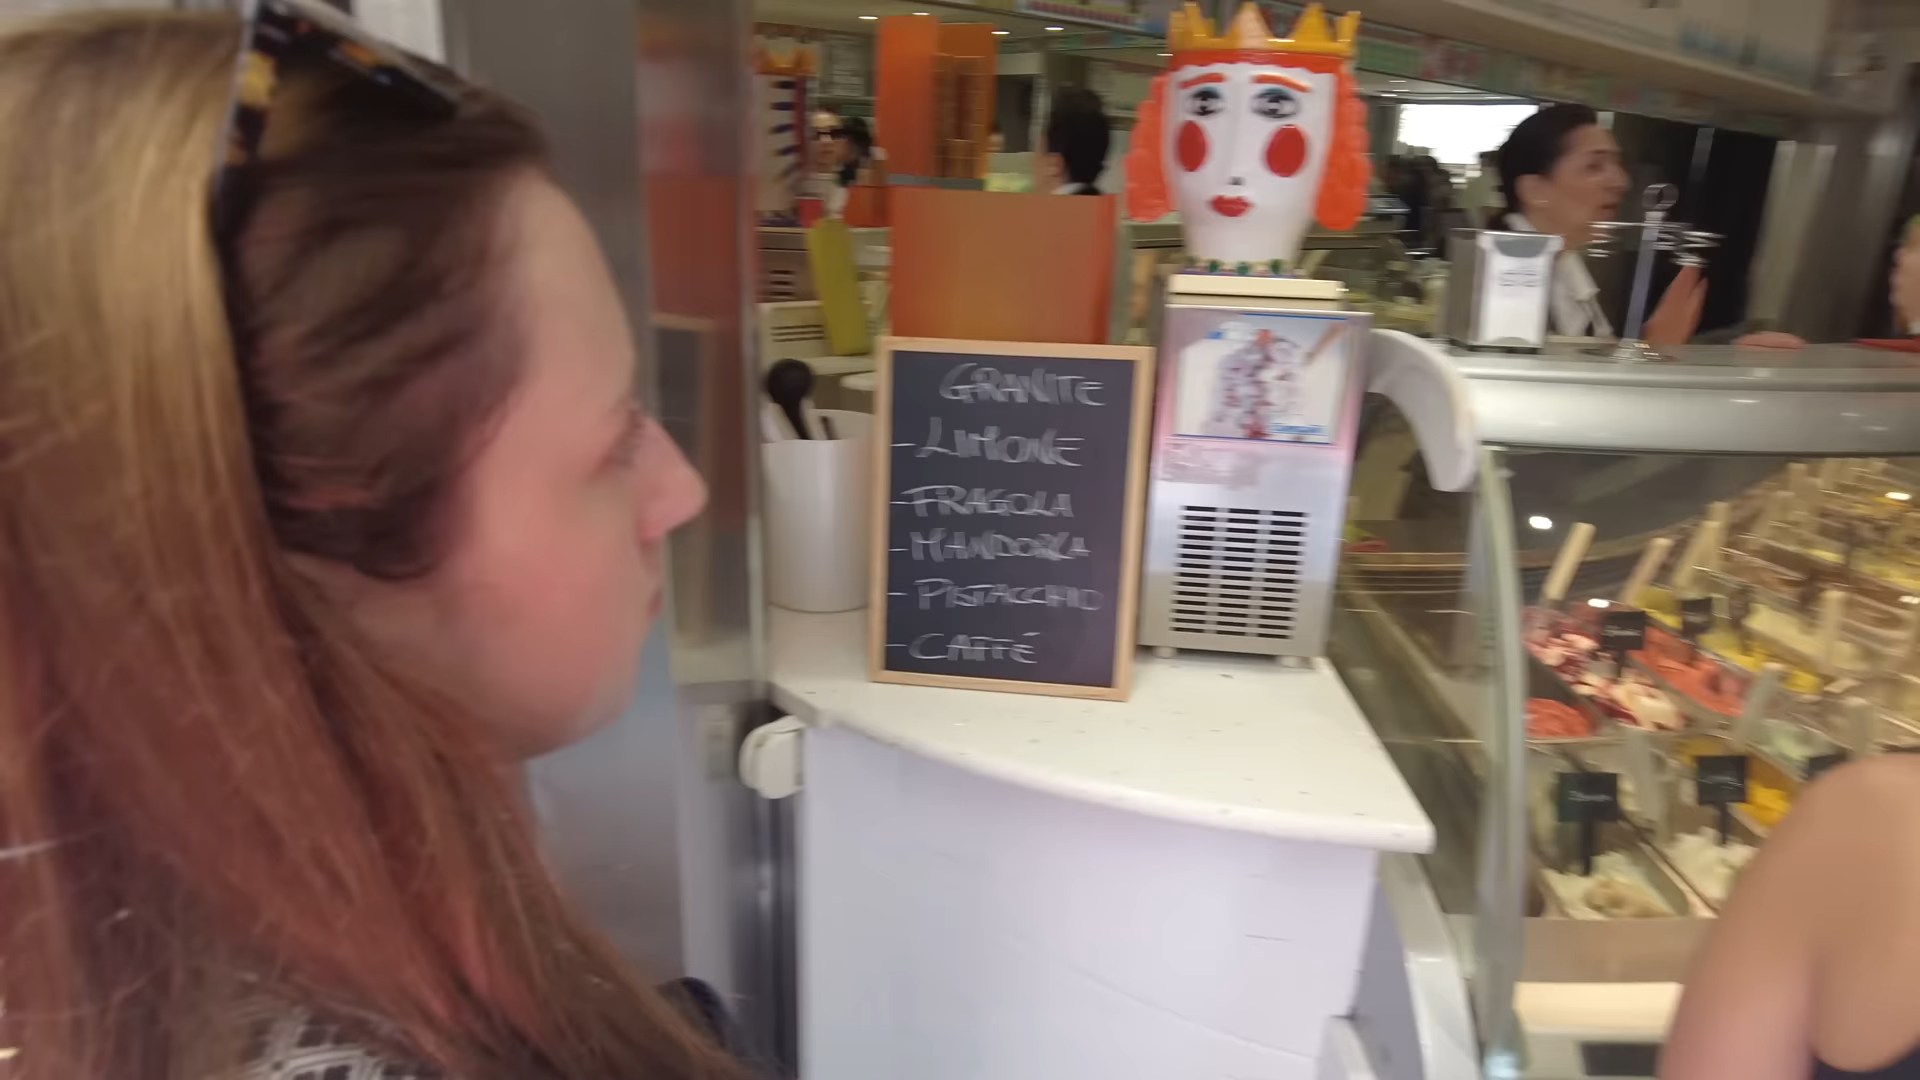 GRANITE
- LIMONE
- FRAGOLA
- MANDORLA
- PISTACCHIO
- CAFFÉ